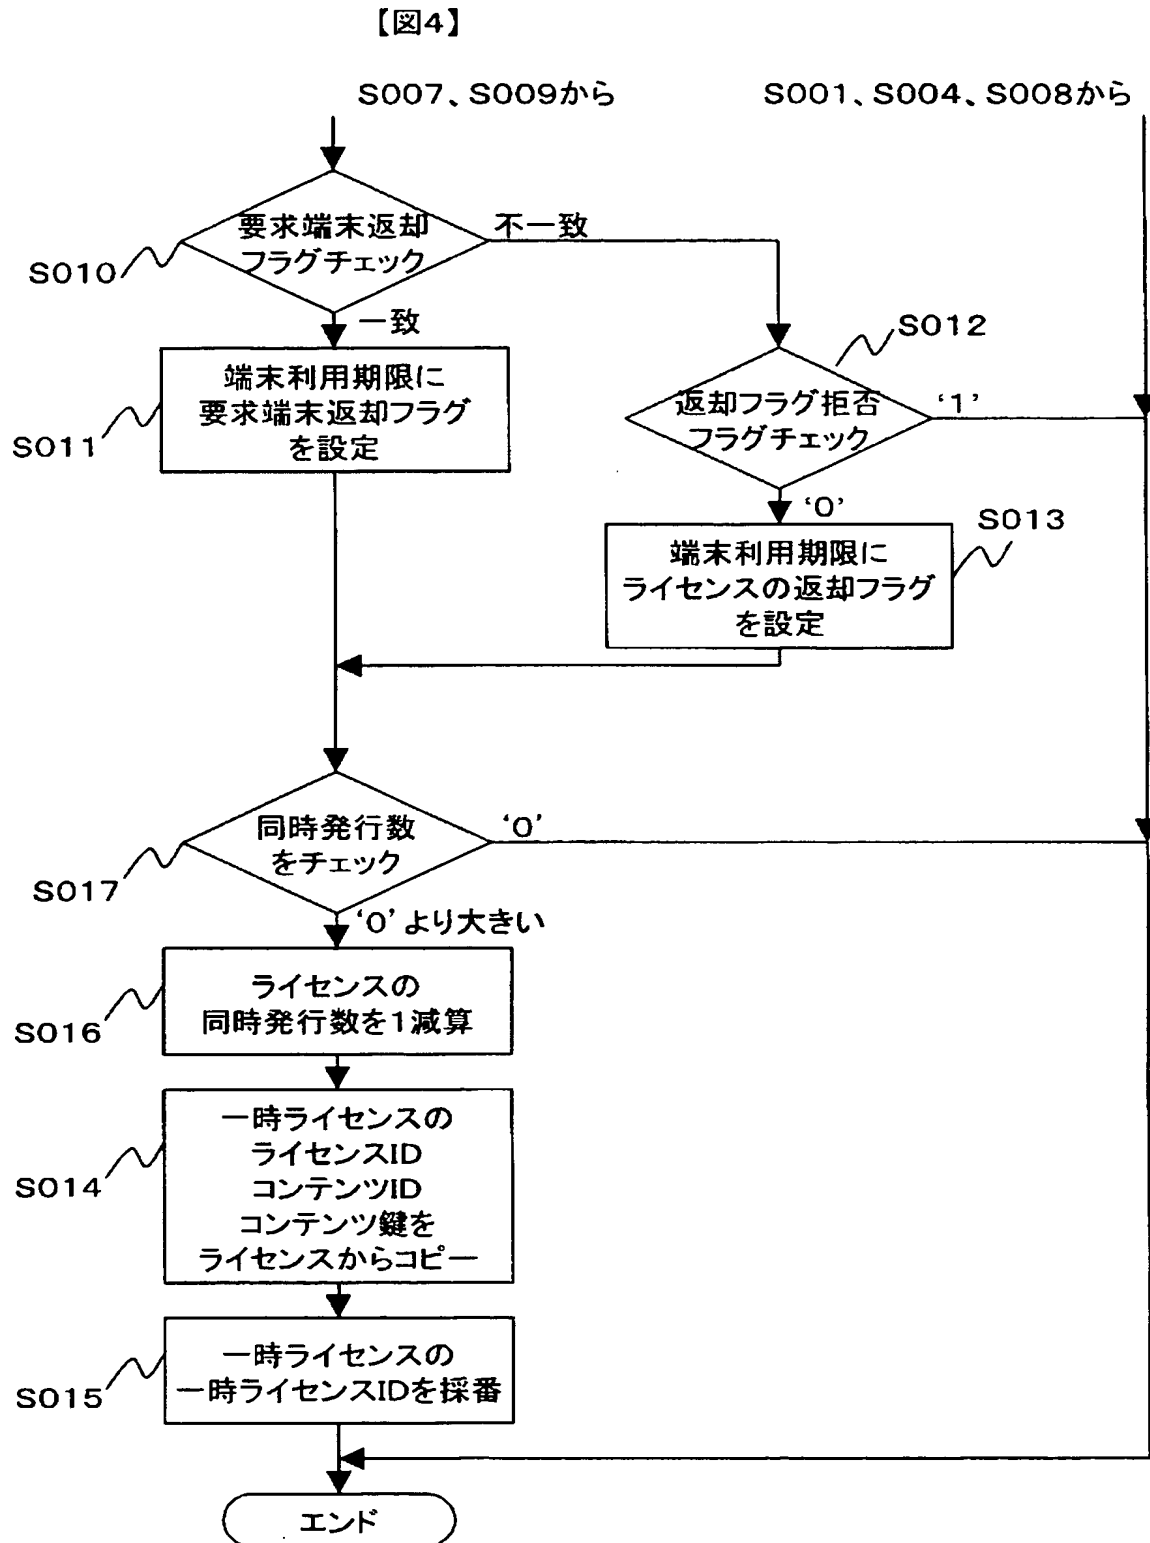 【図4】
S007、S009から
S001、S004、S008から
要求端末返却
フラグチェック
不一致
S010
一致
S012
端末利用期限に
要求端末返却フラグ
を設定
S011
返却フラグ拒否
フラグチェック
‘1’
‘0’
S013
端末利用期限に
ライセンスの返却フラグ
を設定
同時発行数
をチェック
‘0’
S017
‘0’より大きい
ライセンスの
同時発行数を1減算
S016
一時ライセンスの
ライセンスID
コンテンツID
コンテンツ鍵を
ライセンスからコピー
S014
一時ライセンスの
一時ライセンスIDを採番
S015
エンド